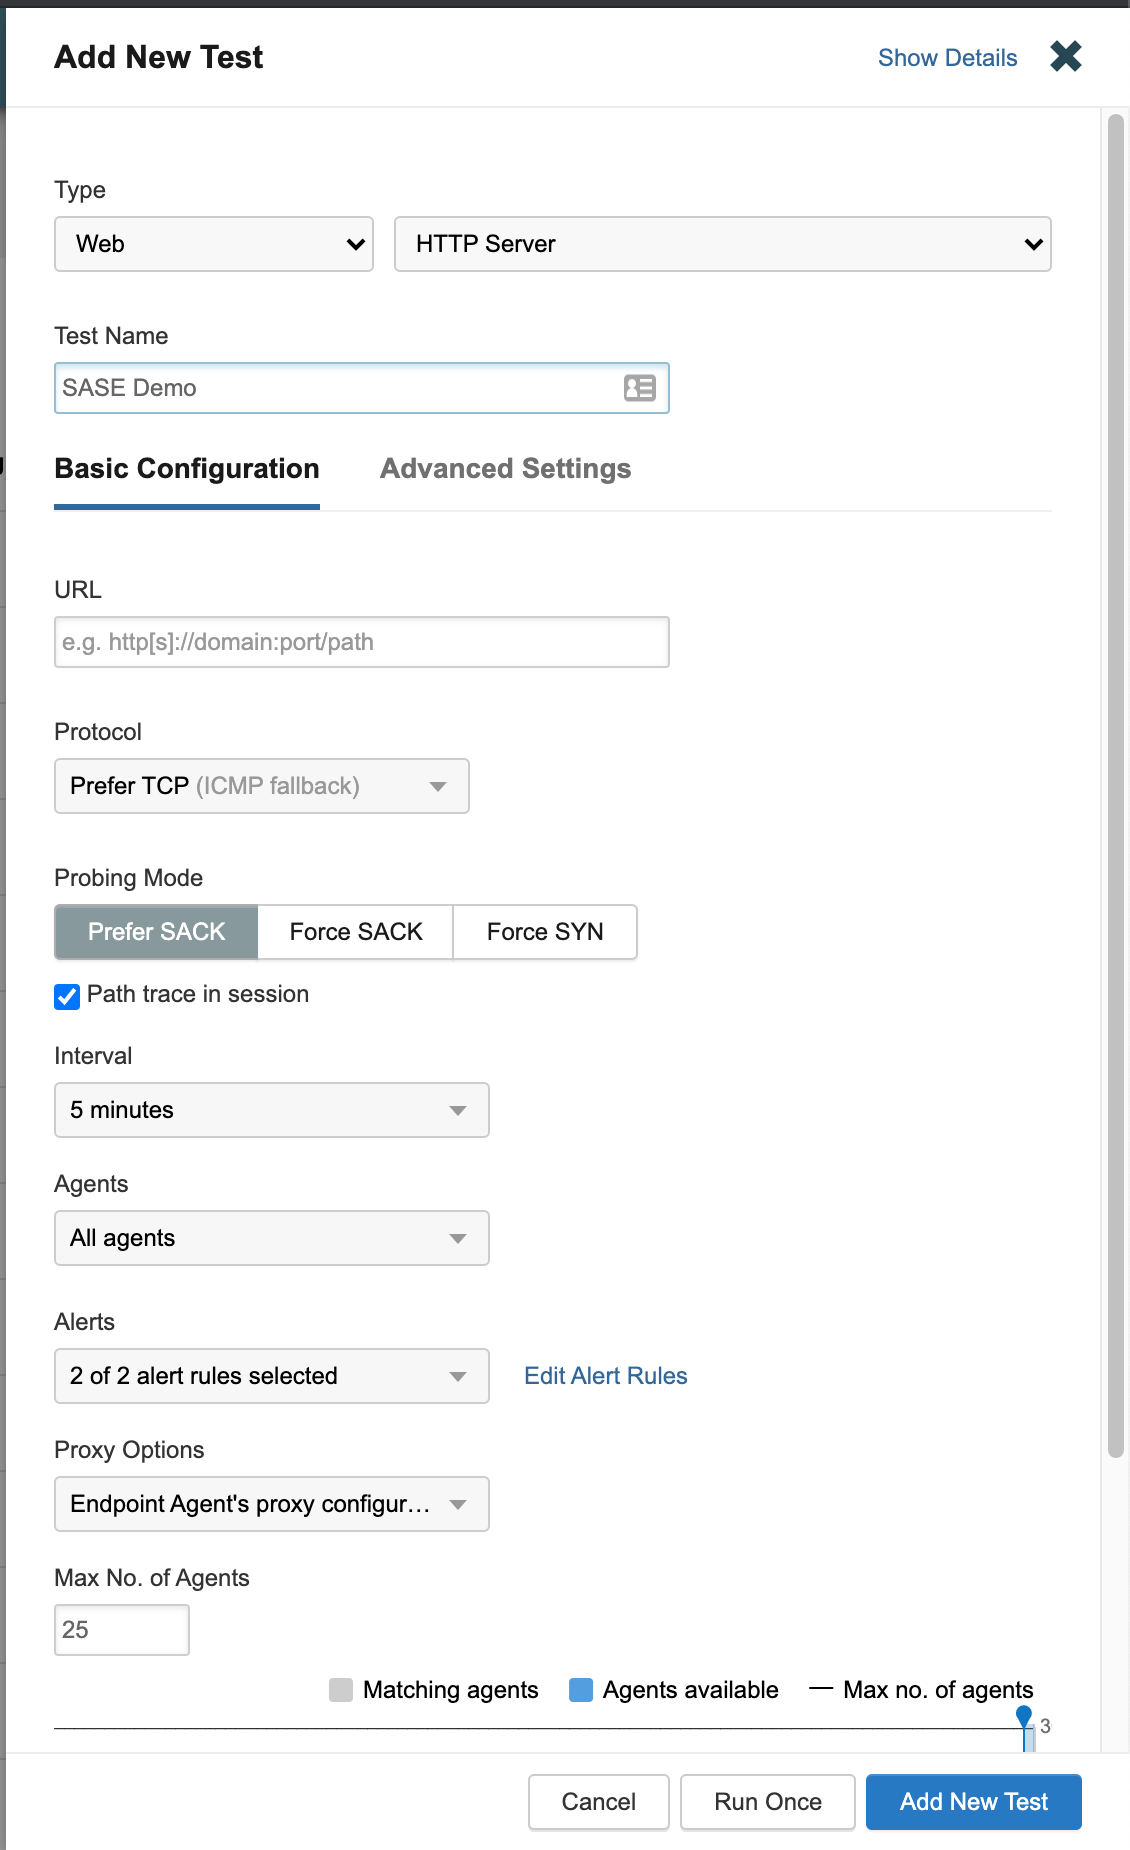 Add New Test
Show Details
Type
Web
HTTP Server
Test Name
SASE Demo
Basic Configuration
Advanced Settings
URL
e.g. http[s]://domain:port/path
Protocol
Prefer TCP (ICMP fallback)
Probing Mode
Prefer SACK
Force SACK
Force SYN
Path trace in session
Interval
5 minutes
Agents
All agents
Alerts
2 of 2 alert rules selected
Edit Alert Rules
Proxy Options
Endpoint Agent's proxy configur...
Max No. of Agents
25
Matching agents
Agents available
Max no. of agents
3
Cancel
Run Once
Add New Test